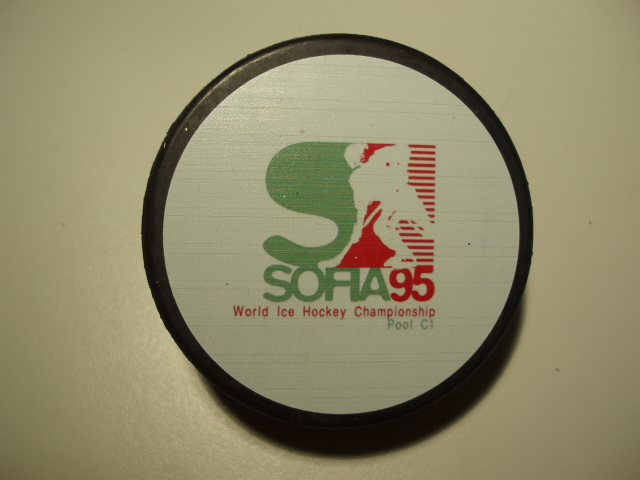 S
SOFIA95
World Ice Hockey Championship
Pool C1